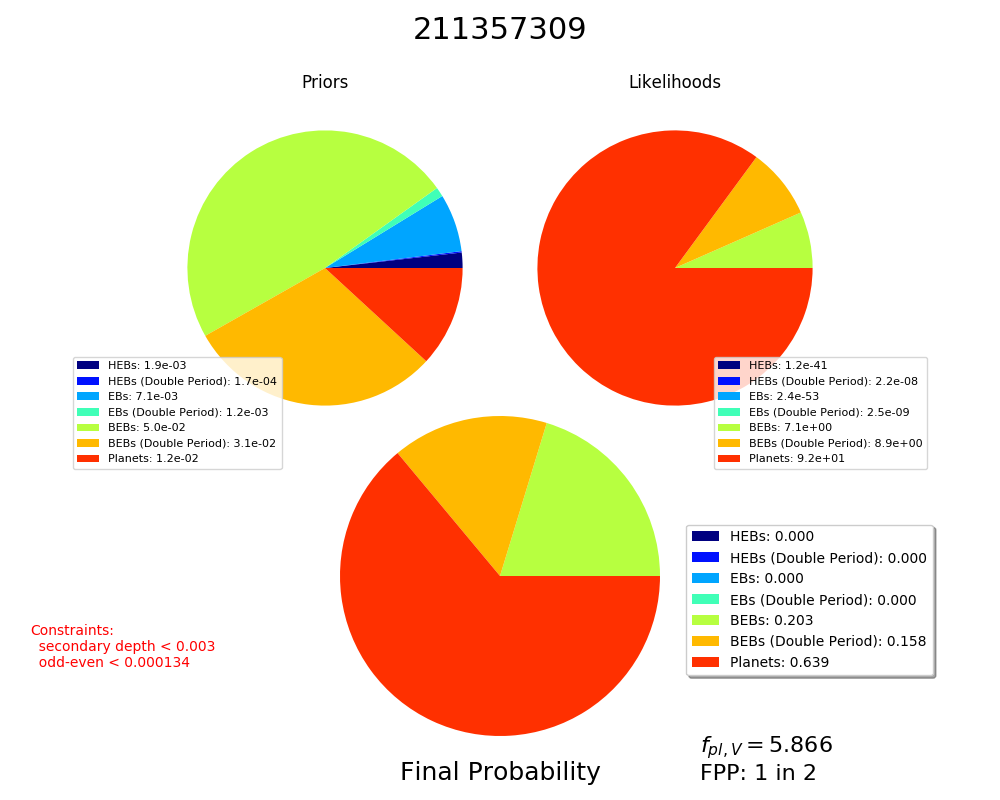 211357309
Priors
Likelihoods
HEBs: 1.9e-03
HEBs (Double Period): 1.7e-04
EBs: 7.1e-03
EBs (Double Period): 1.2e-03
BEBs: 5.0e-02
BEBs (Double Period): 3.1e-02
Planets: 1.2e-02
HEBs: 1.2e-41
HEBs (Double Period): 2.2e-08
EBs: 2.4e-53
EBs (Double Period): 2.5e-09
BEBs: 7.1e+00
BEBs (Double Period): 8.9e+00
Planets: 9.2e+01
HEBs: 0.000
HEBs (Double Period): 0.000
EBs: 0.000
EBs (Double Period): 0.000
BEBs: 0.203
BEBs (Double Period): 0.158
Planets: 0.639
Constraints:
secondary depth < 0.003
odd-even < 0.000134
f_{pl,V} = 5.866
Final Probability
FPP: 1 in 2